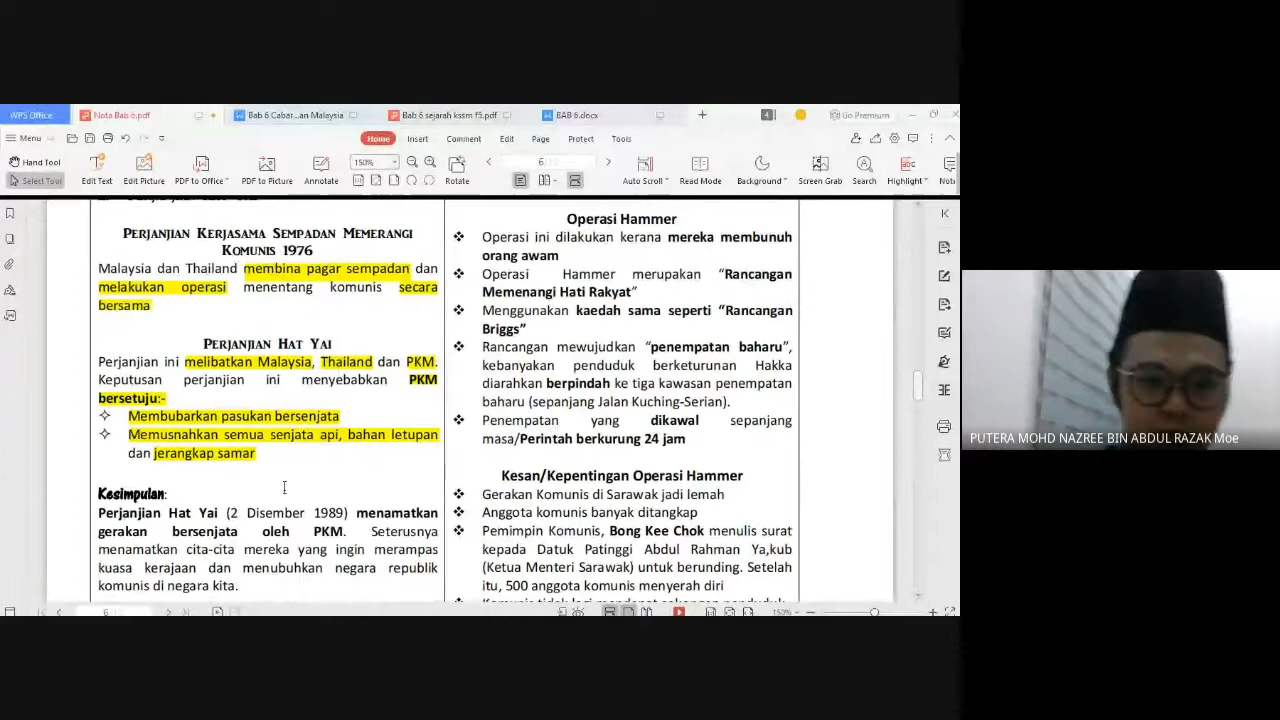 WPS Office
Nota Bab 6.pdf
Bab 6 Cabar...an Malaysia
Bab 6 sejarah kssm f5.pdf
BAB 6.docx
4
Go Premium
Menu
Home
Insert
Comment
Edit
Page
Protect
Tools
Hand Tool
Select Tool
Edit Text
Edit Picture
PDF to Office
PDF to Picture
Annotate
150%
Rotate
6
Auto Scroll
Read Mode
Background
Screen Grab
Search
Highlight
Perjanjian Kerjasama Sempadan Memerangi
Komunis 1976
Malaysia dan Thailand membina pagar sempadan dan
melakukan operasi menentang komunis secara
bersama
Perjanjian Hat Yai
Perjanjian ini melibatkan Malaysia, Thailand dan PKM.
Keputusan perjanjian ini menyebabkan PKM
bersetuju:-
✧ Membubarkan pasukan bersenjata
✧ Memusnahkan semua senjata api, bahan letupan
dan jerangkap samar
Kesimpulan:
Perjanjian Hat Yai (2 Disember 1989) menamatkan
gerakan bersenjata oleh PKM. Seterusnya
menamatkan cita-cita mereka yang ingin merampas
kuasa kerajaan dan menubuhkan negara republik
komunis di negara kita.
Operasi Hammer
❖ Operasi ini dilakukan kerana mereka membunuh
orang awam
❖ Operasi Hammer merupakan “Rancangan
Memenangi Hati Rakyat”
❖ Menggunakan kaedah sama seperti “Rancangan
Briggs”
❖ Rancangan mewujudkan “penempatan baharu”,
kebanyakan penduduk berketurunan Hakka
diarahkan berpindah ke tiga kawasan penempatan
baharu (sepanjang Jalan Kuching-Serian).
❖ Penempatan yang dikawal sepanjang
masa/Perintah berkurung 24 jam
Kesan/Kepentingan Operasi Hammer
❖ Gerakan Komunis di Sarawak jadi lemah
❖ Anggota komunis banyak ditangkap
❖ Pemimpin Komunis, Bong Kee Chok menulis surat
kepada Datuk Patinggi Abdul Rahman Ya,kub
(Ketua Menteri Sarawak) untuk berunding. Setelah
itu, 500 anggota komunis menyerah diri
6
150%
PUTERA MOHD NAZREE BIN ABDUL RAZAK Moe